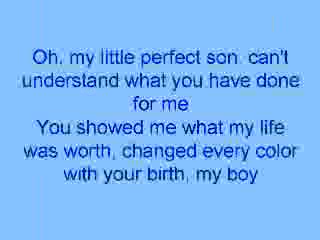 Oh, my little perfect son, can't
understand what you have done
for me
You showed me what my life
was worth, changed every color
with your birth, my boy